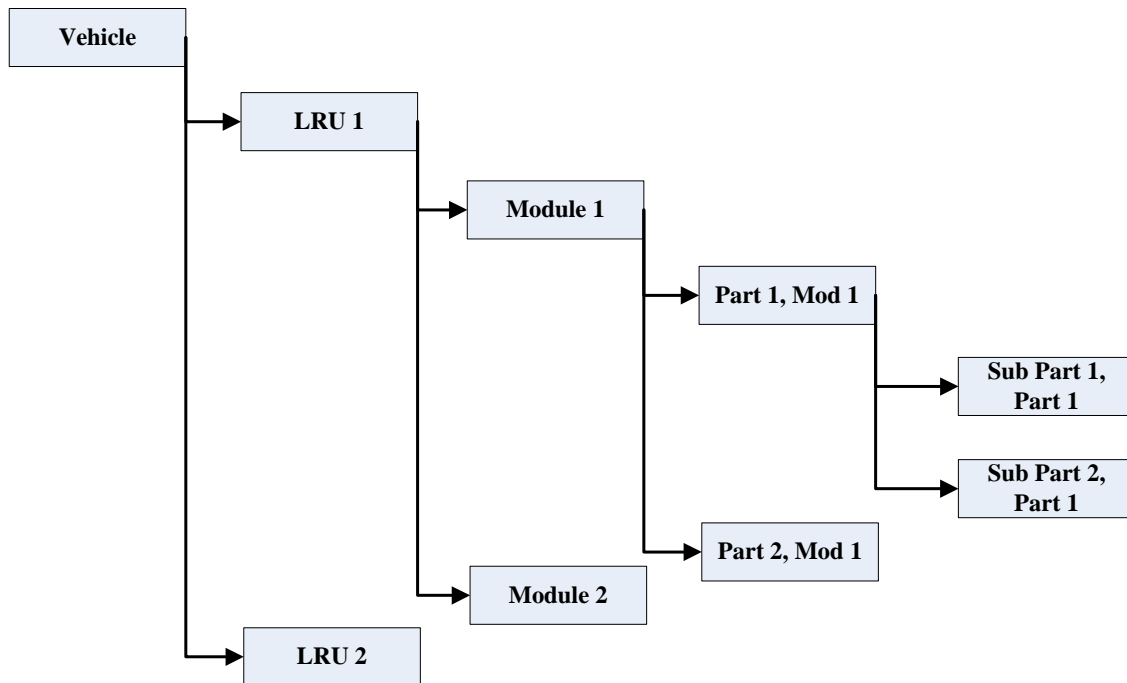 Vehicle
LRU 1
Module 1
Part 1, Mod 1
Sub Part 1,
Part 1
Sub Part 2,
Part 1
Part 2, Mod 1
Module 2
LRU 2